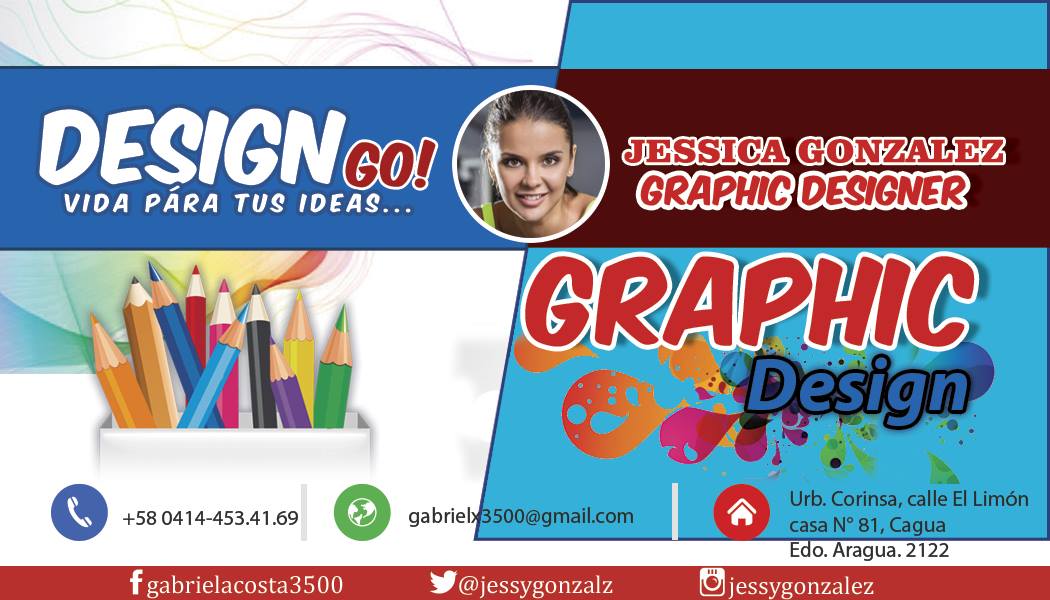 DESIGN GO!
VIDA PÁRA TUS IDEAS...
JESSICA GONZALEZ
GRAPHIC DESIGNER
GRAPHIC
Design
+58 0414-453.41.69
gabrielx3500@gmail.com
Urb. Corinsa, calle El Limón
casa N° 81, Cagua
Edo. Aragua. 2122
gabrielacosta3500
@jessygonzalz
jessygonzalez